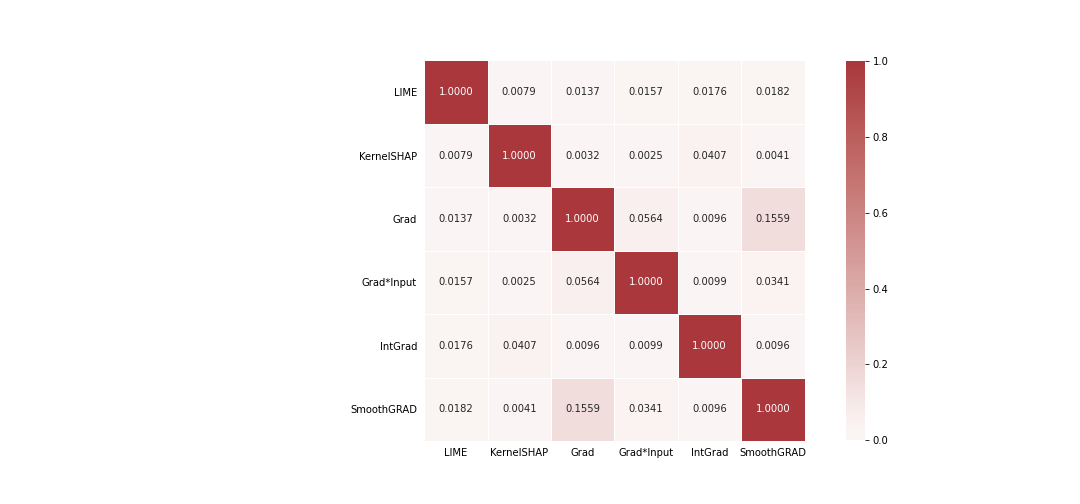 LIME 1.0000 0.0079 0.0137 0.0157 0.0176 0.0182
KernelSHAP 0.0079 1.0000 0.0032 0.0025 0.0407 0.0041
Grad 0.0137 0.0032 1.0000 0.0564 0.0096 0.1559
Grad*Input 0.0157 0.0025 0.0564 1.0000 0.0099 0.0341
IntGrad 0.0176 0.0407 0.0096 0.0099 1.0000 0.0096
SmoothGRAD 0.0182 0.0041 0.1559 0.0341 0.0096 1.0000
LIME KernelSHAP Grad Grad*Input IntGrad SmoothGRAD
1.0
0.8
0.6
0.4
0.2
0.0